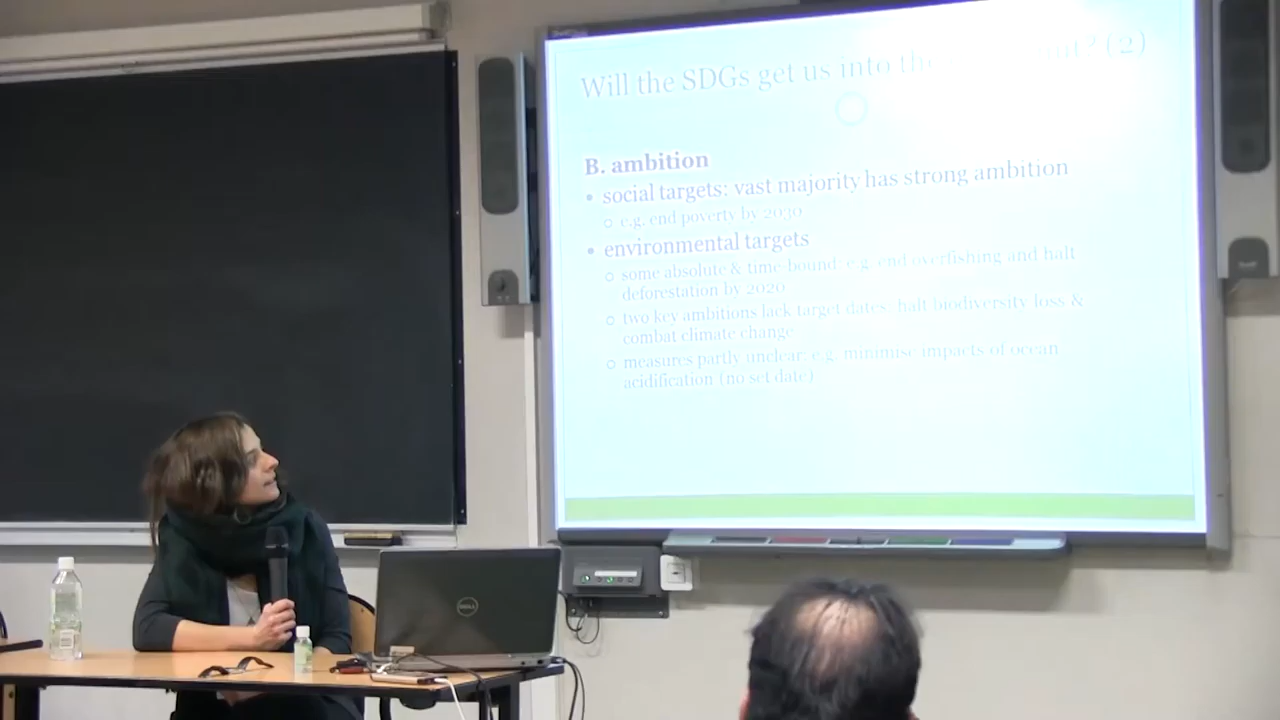 Will the SDGs get us into the (2)
B. ambition
• social targets: vast majority has strong ambition
o e.g. end poverty by 2030
• environmental targets
o some absolute & time-bound: e.g. end overfishing and halt
deforestation by 2020
o two key ambitions lack target dates: halt biodiversity loss &
combat climate change
o measures partly unclear: e.g. minimise impacts of ocean
acidification (no set date)
DELL